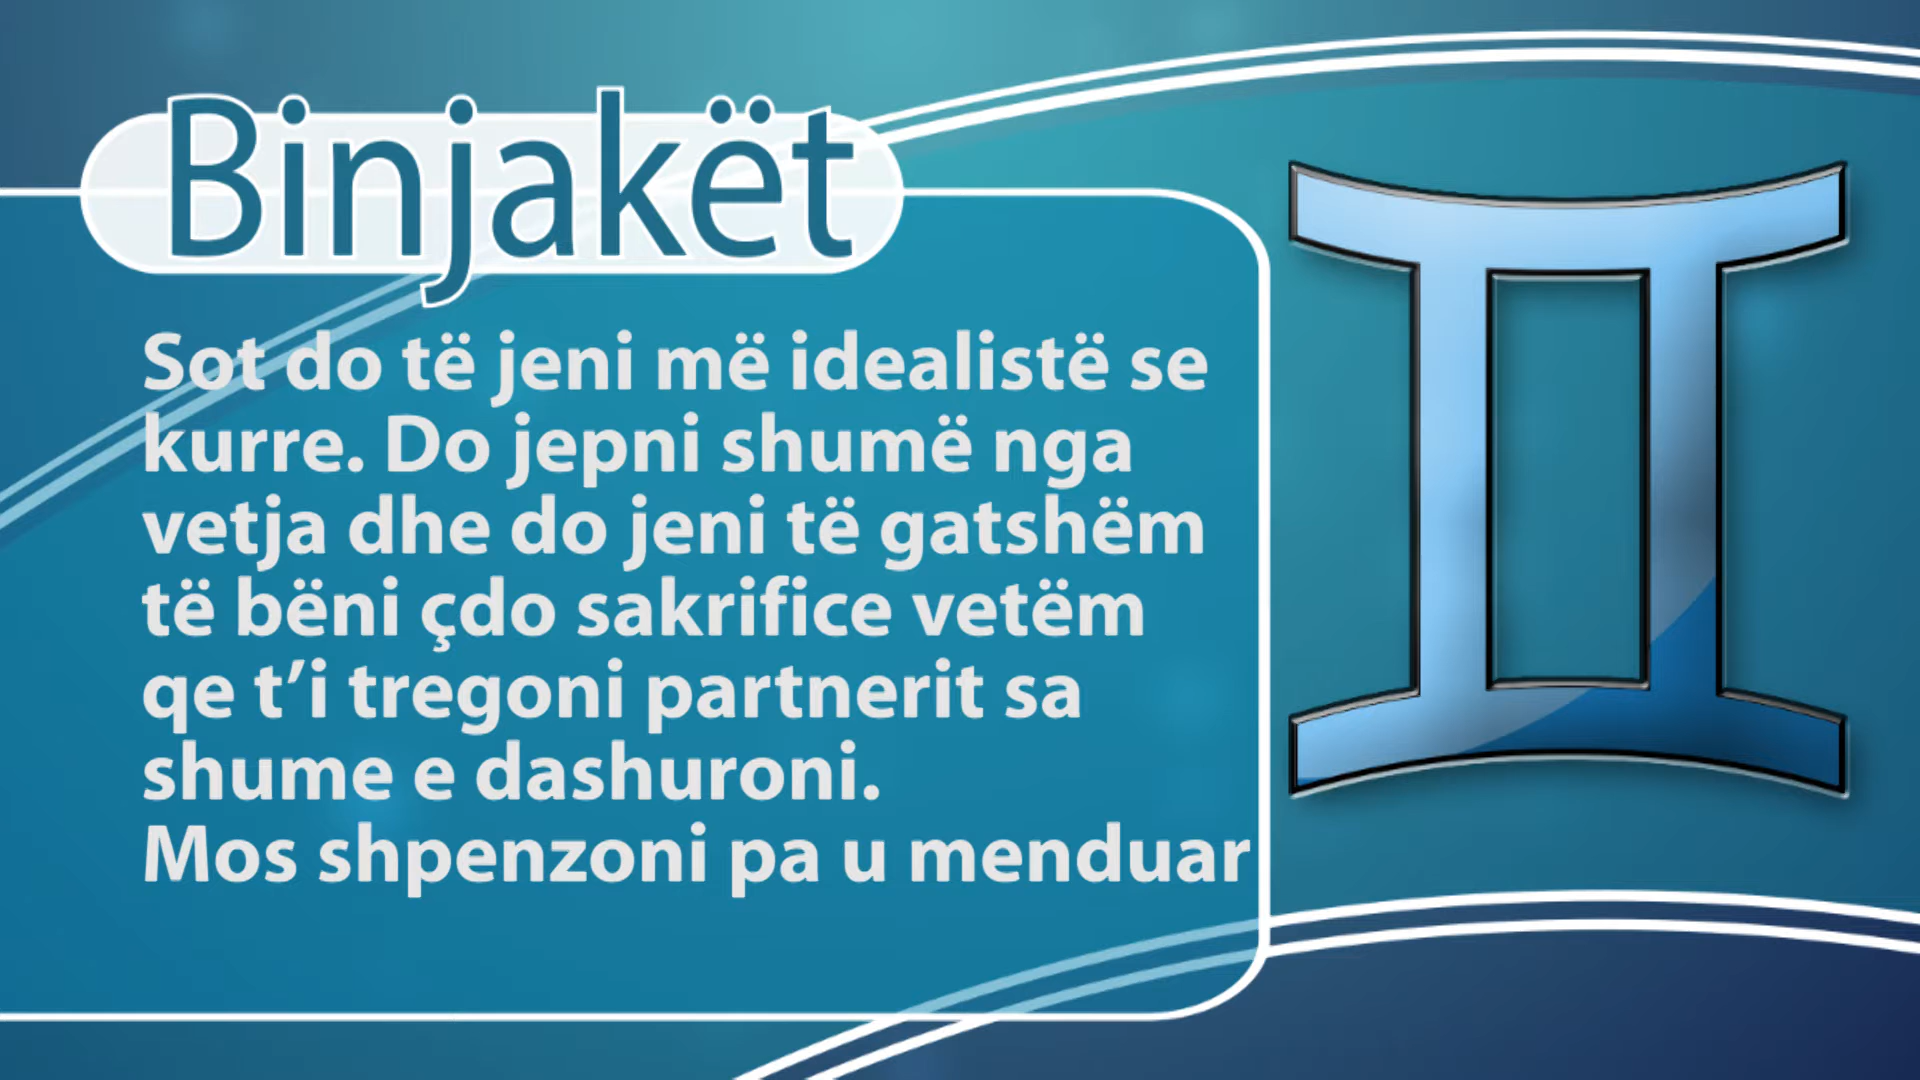 Binjakët
Sot do të jeni më idealistë se
kurre. Do jepni shumë nga
vetja dhe do jeni të gatshëm
të bëni çdo sakrifice vetëm
qe t’i tregoni partnerit sa
shume e dashuroni.
Mos shpenzoni pa u menduar